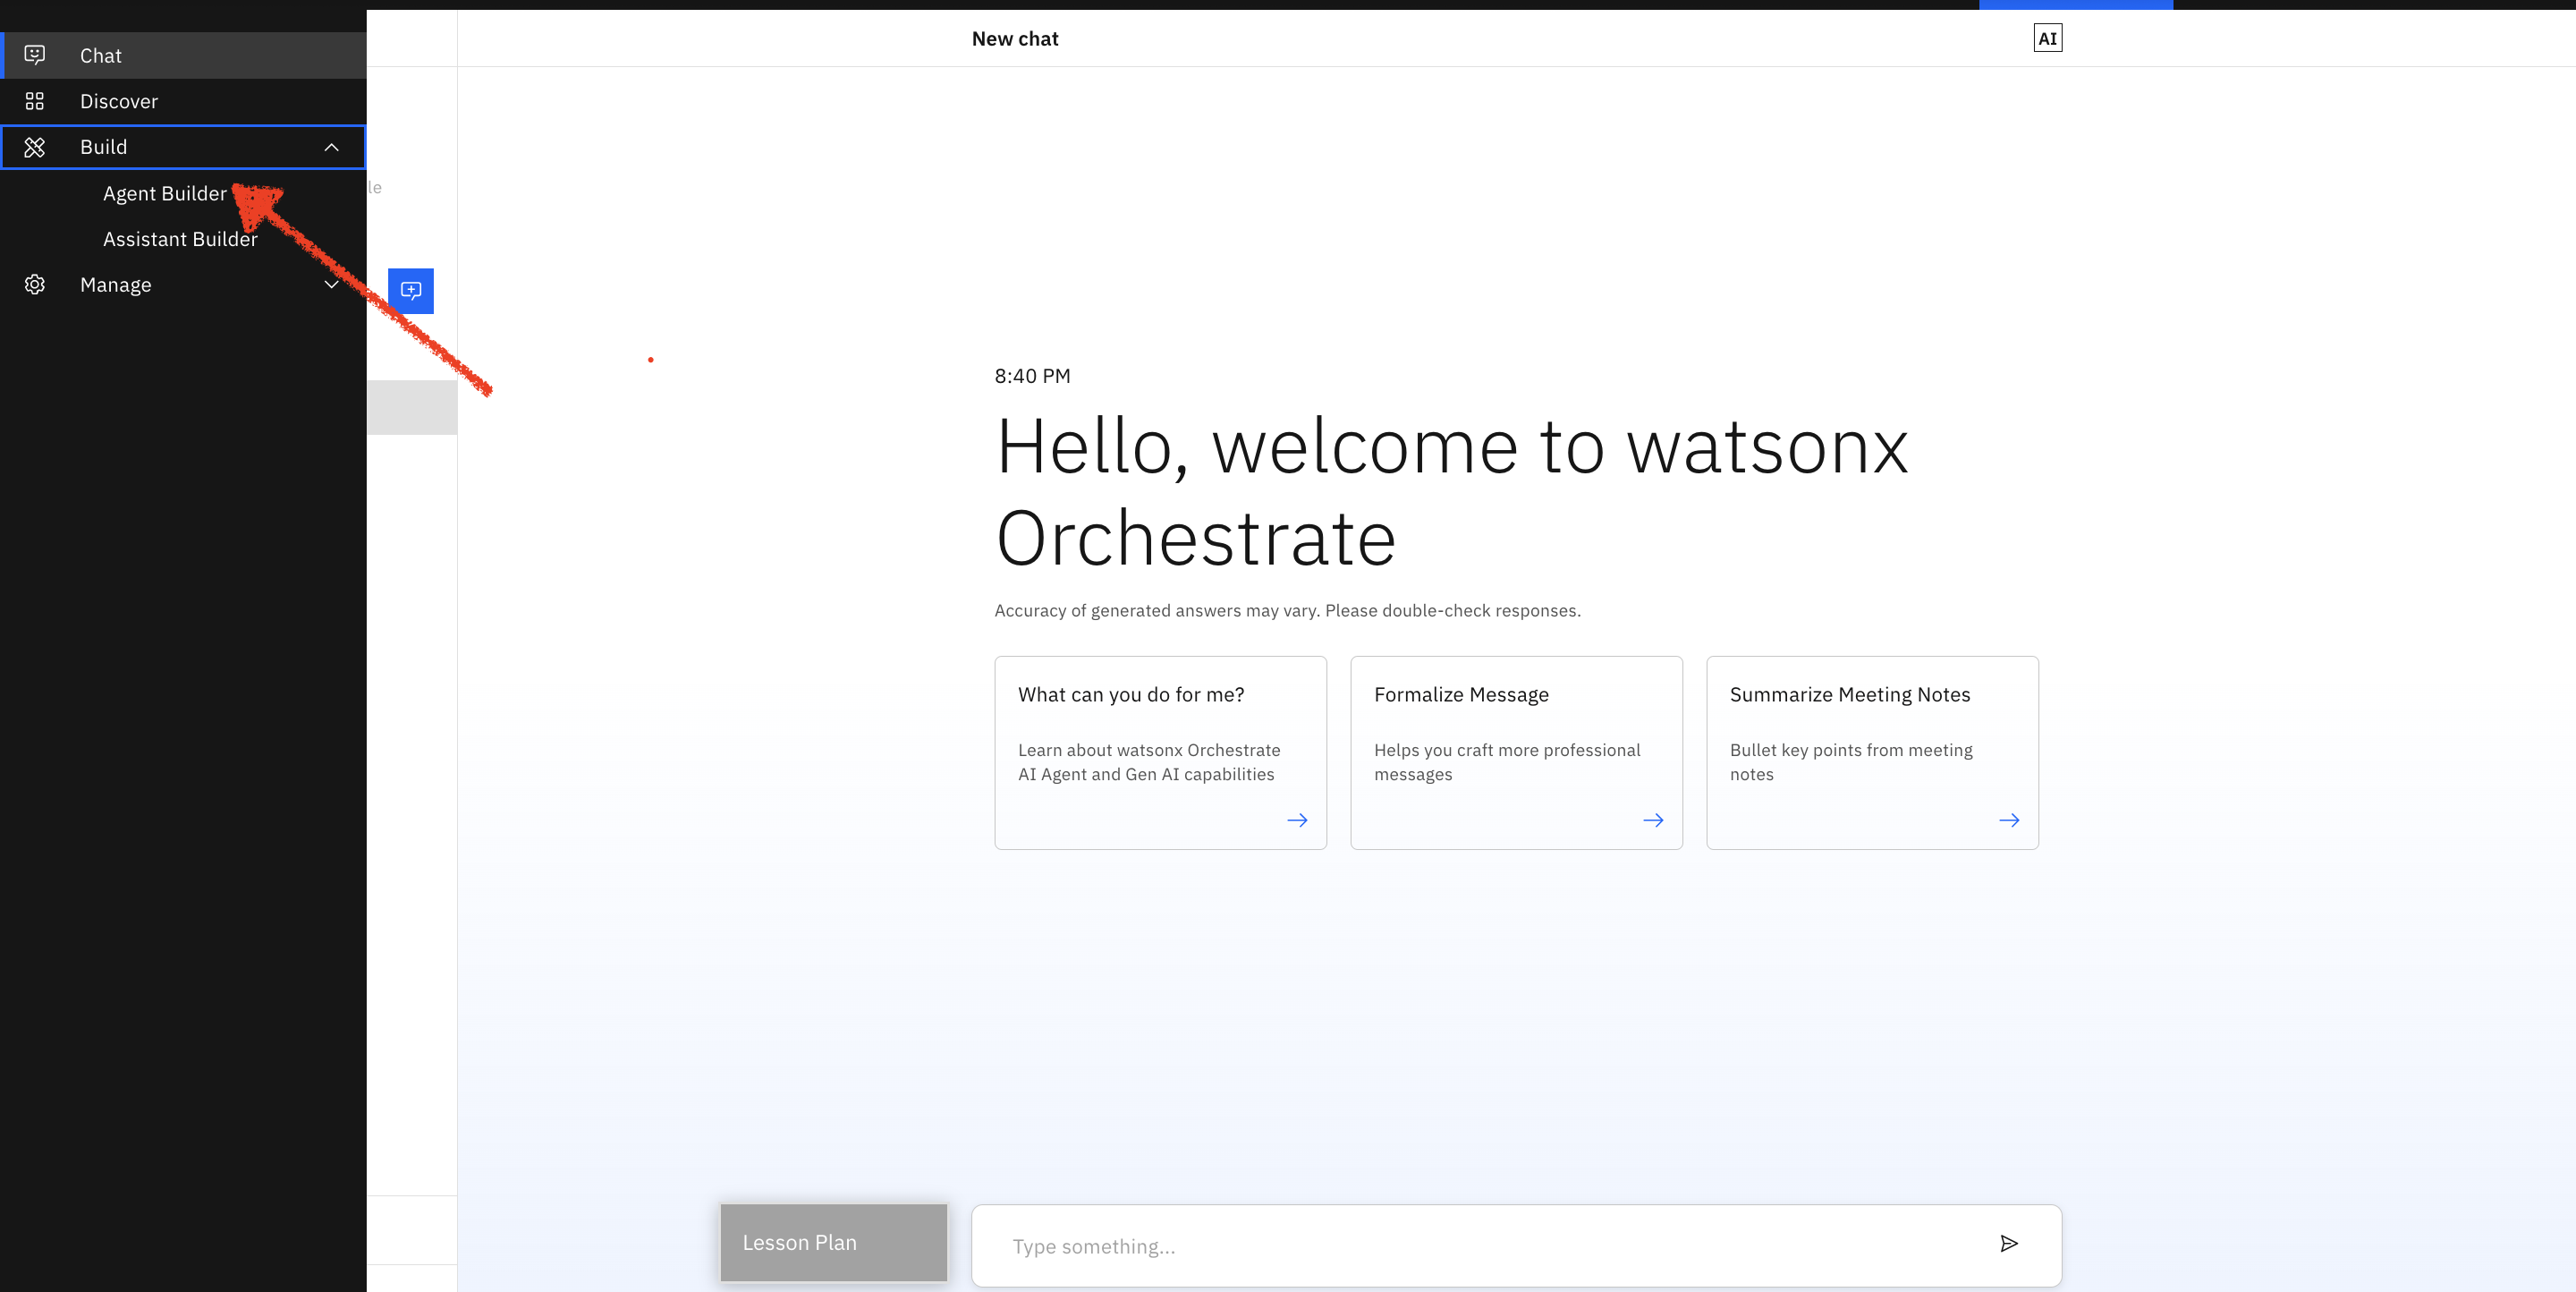 Chat
Discover
Build
Agent Builder
Assistant Builder
Manage
le
New chat
AI
8:40 PM
Hello, welcome to watsonx
Orchestrate
Accuracy of generated answers may vary. Please double-check responses.
What can you do for me?
Learn about watsonx Orchestrate
AI Agent and Gen AI capabilities
Formalize Message
Helps you craft more professional
messages
Summarize Meeting Notes
Bullet key points from meeting
notes
Lesson Plan
Type something...